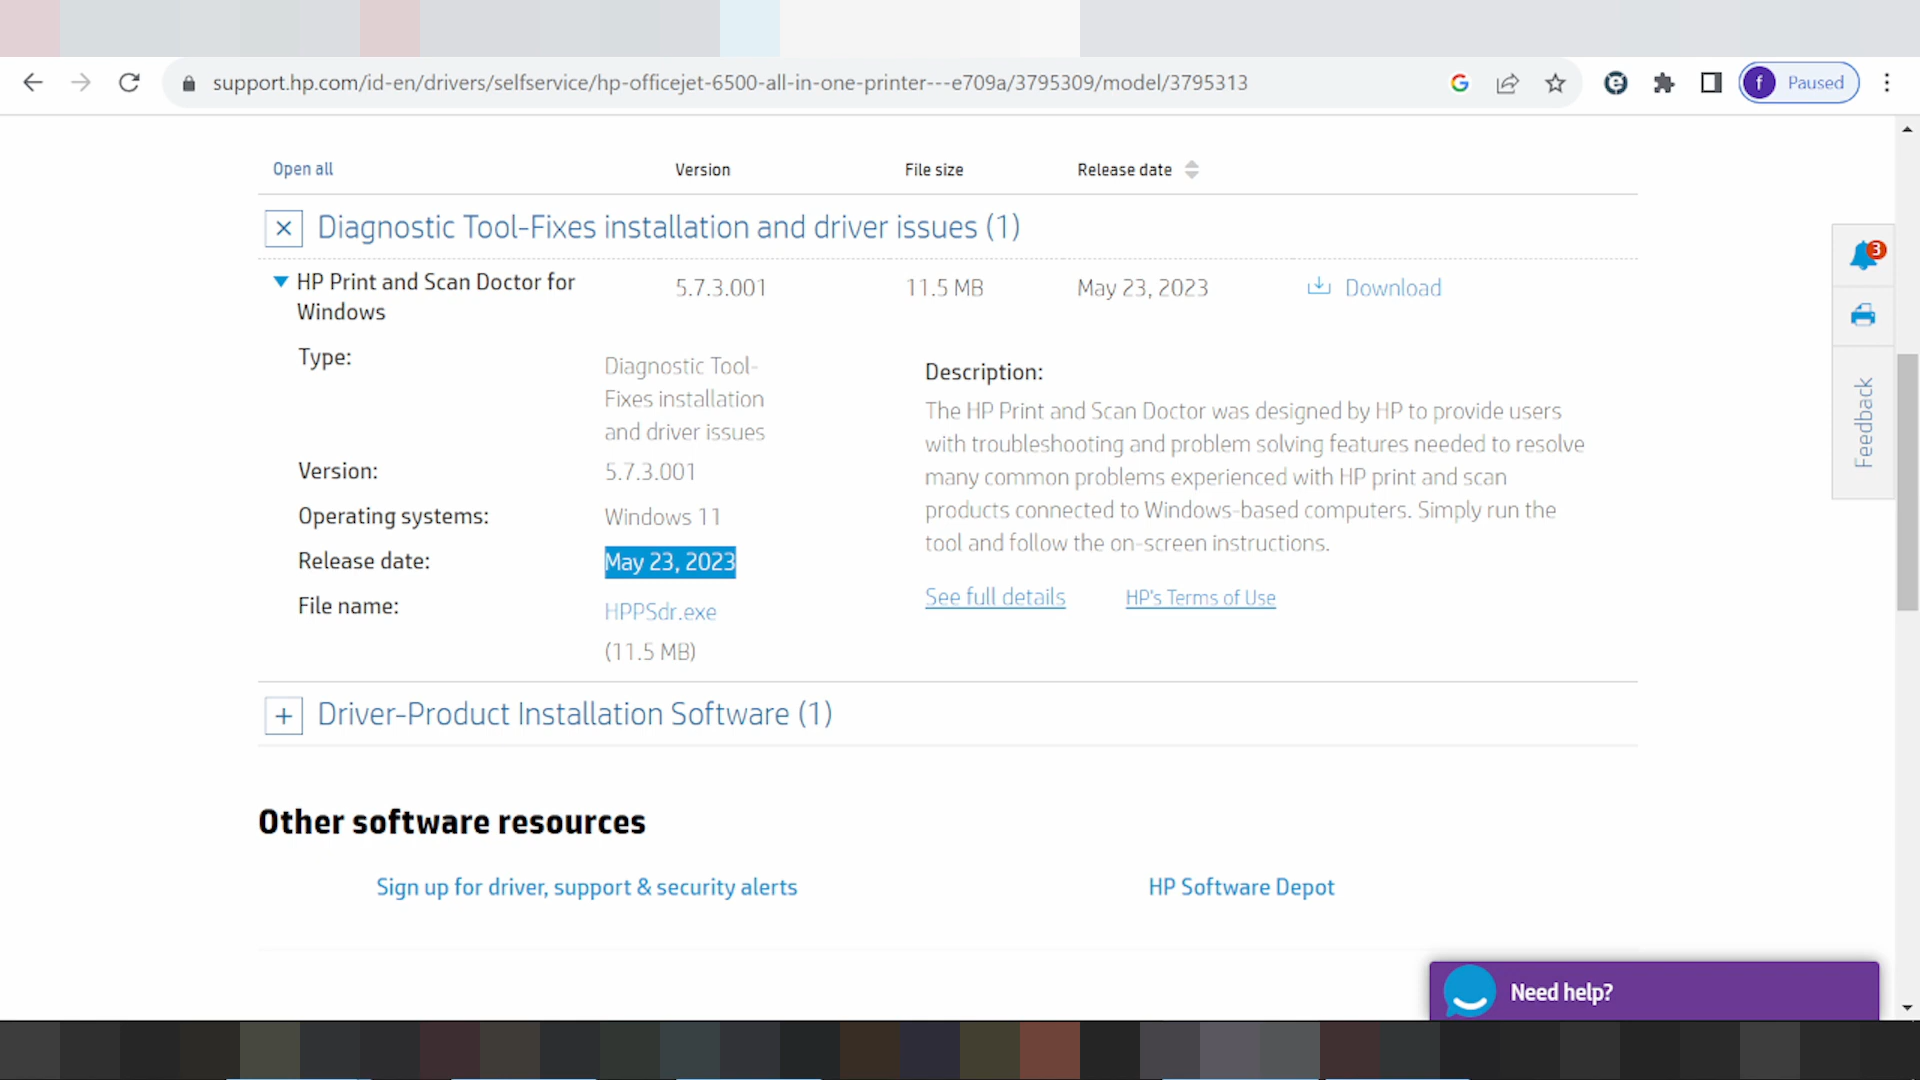 support.hp.com/id-en/drivers/selfservice/hp-officejet-6500-all-in-one-printer---e709a/3795309/model/3795313
f Paused
Open all Version File size Release date
Diagnostic Tool-Fixes installation and driver issues (1)
HP Print and Scan Doctor for
Windows
5.7.3.001 11.5 MB May 23, 2023 Download
Type:
Diagnostic Tool-
Fixes installation
and driver issues
Version: 5.7.3.001
Operating systems: Windows 11
Release date: May 23, 2023
File name: HPPSdr.exe
(11.5 MB)
Description:
The HP Print and Scan Doctor was designed by HP to provide users
with troubleshooting and problem solving features needed to resolve
many common problems experienced with HP print and scan
products connected to Windows-based computers. Simply run the
tool and follow the on-screen instructions.
See full details HP's Terms of Use
3
Feedback
Driver-Product Installation Software (1)
Other software resources
Sign up for driver, support & security alerts HP Software Depot
Need help?